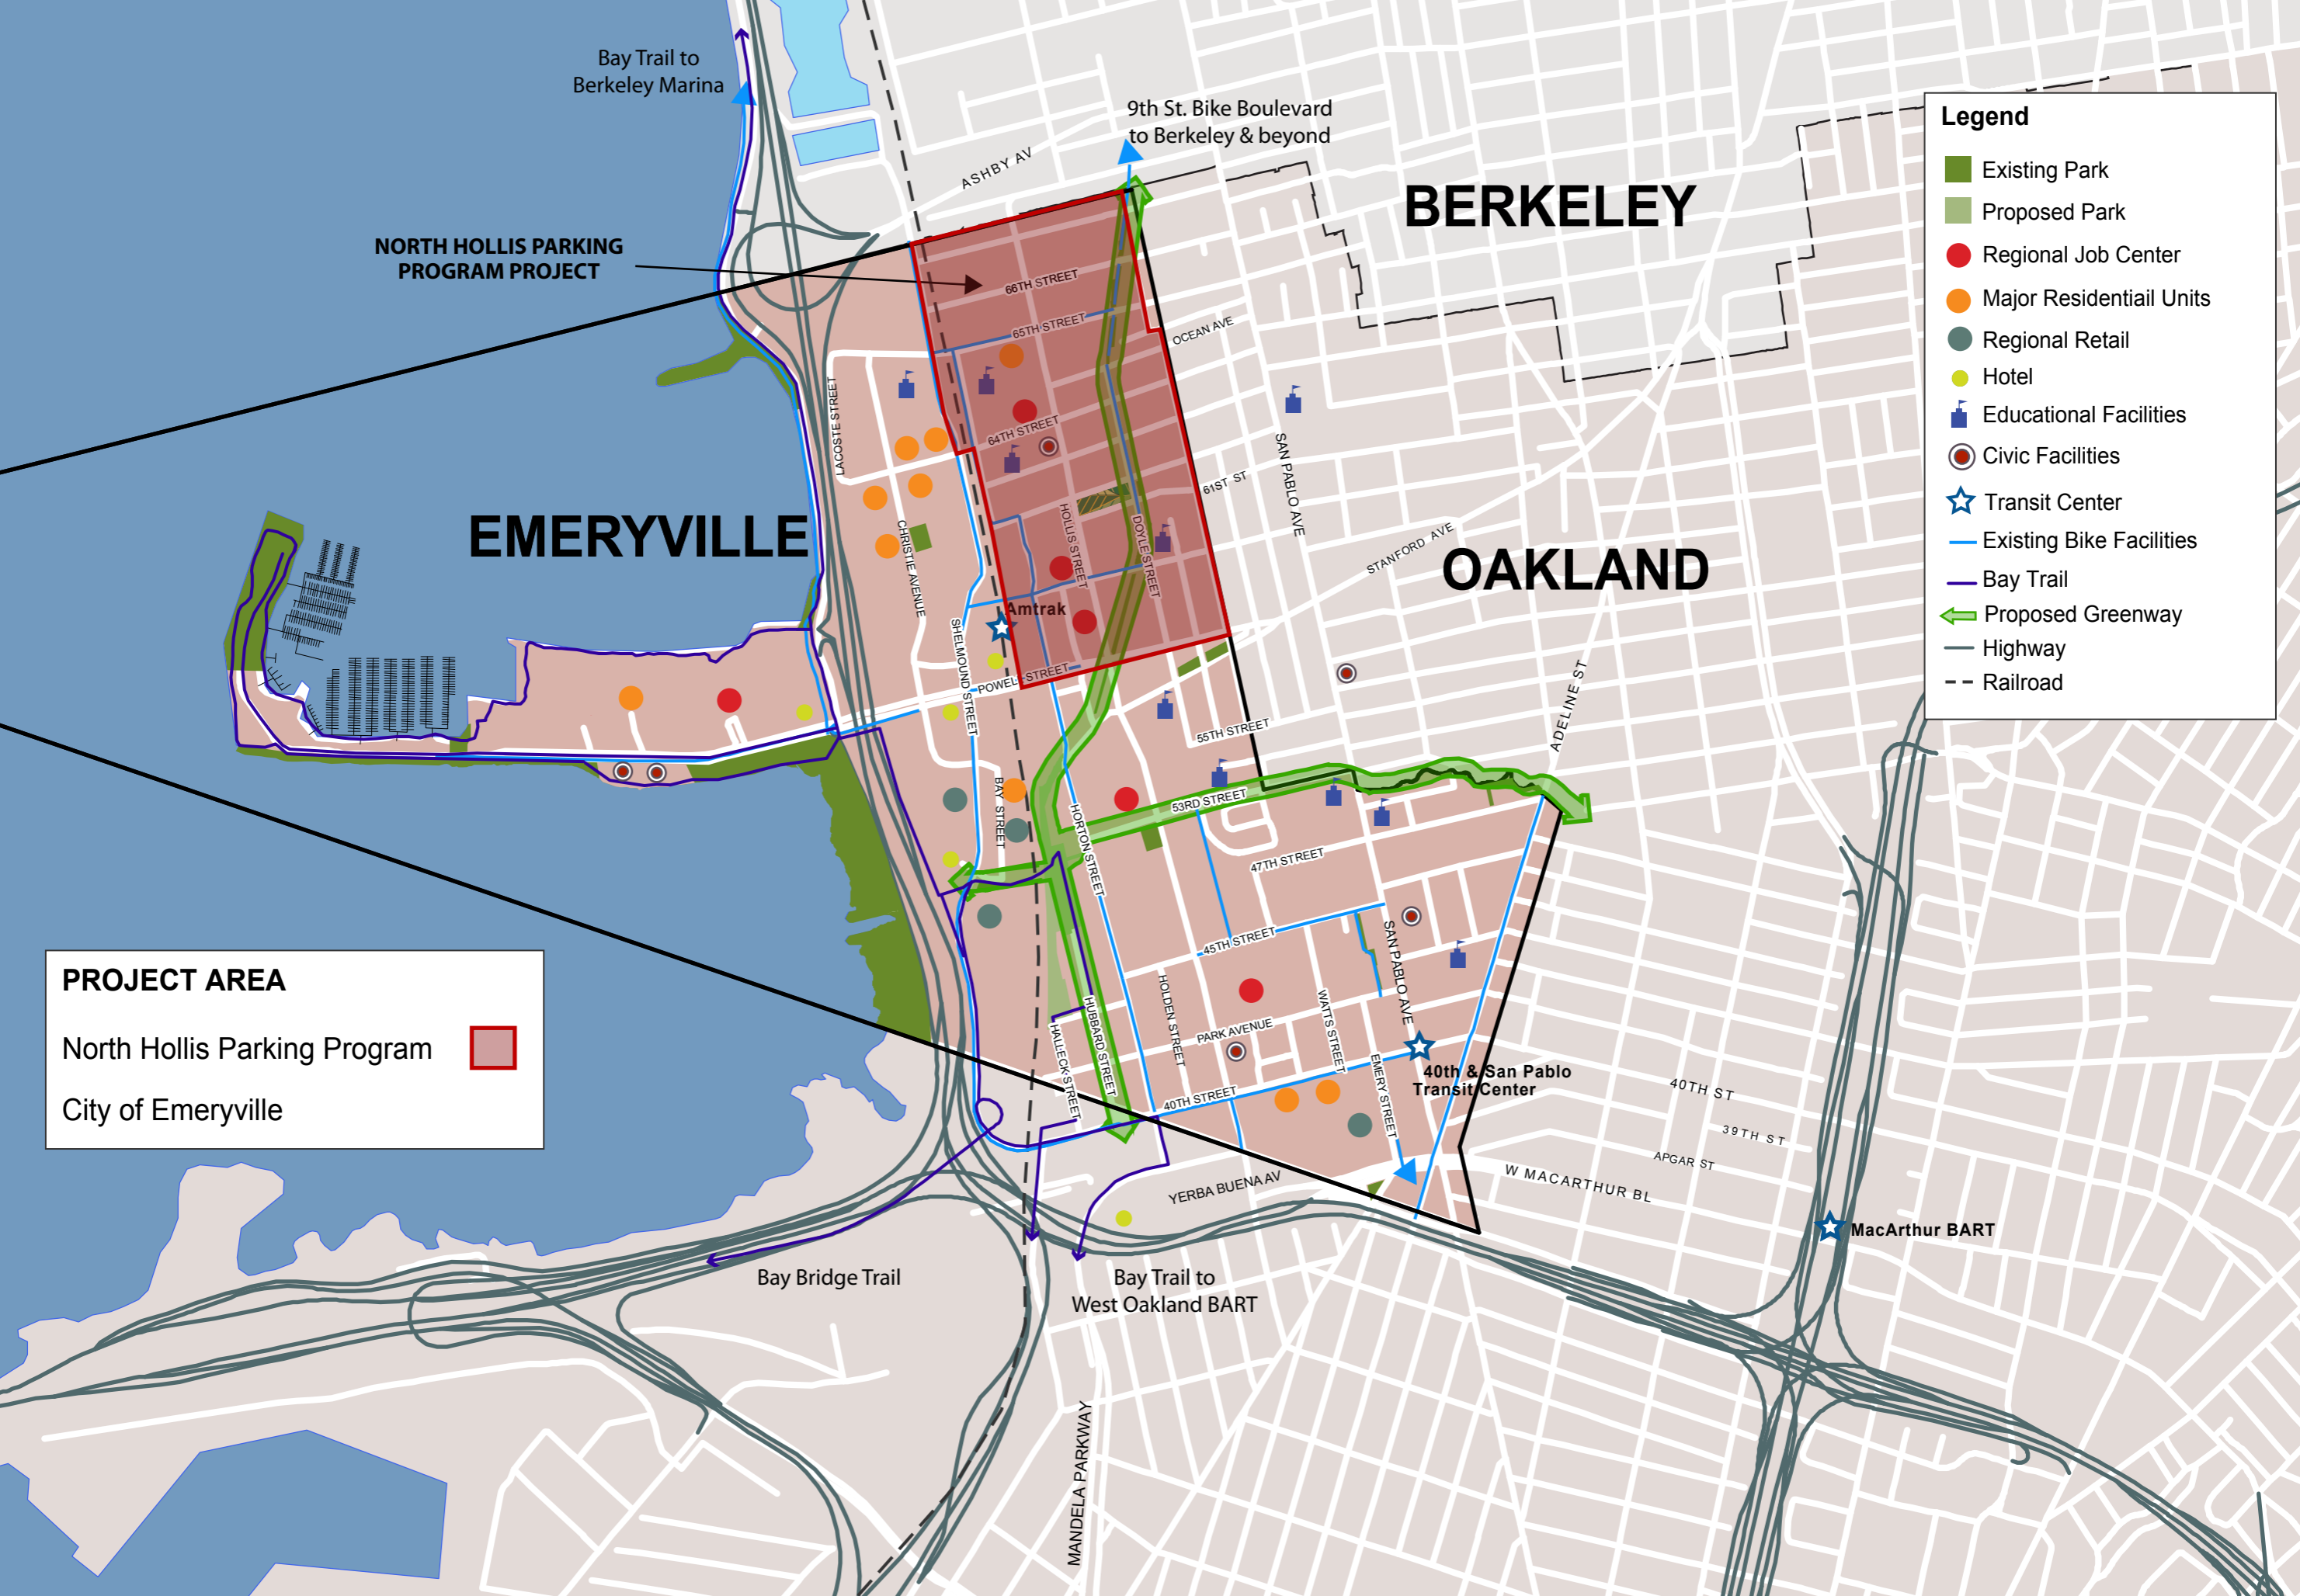 Bay Trail to
Berkeley Marina
9th St. Bike Boulevard
to Berkeley & beyond
ASHBY AV
BERKELEY
NORTH HOLLIS PARKING
PROGRAM PROJECT
66TH STREET
65TH STREET
OCEAN AVE
LACOSTE STREET
64TH STREET
SAN PABLO AVE
61ST ST
EMERYVILLE
CHRISTIE AVENUE
HOLLIS STREET
DOYLE STREET
STANFORD AVE
OAKLAND
Amtrak
SHELMOUND STREET
POWELL STREET
55TH STREET
ADELINE ST
BAY STREET
53RD STREET
HORTON STREET
47TH STREET
45TH STREET
SAN PABLO AVE
HOLDEN STREET
WATTS STREET
PARK AVENUE
HALLECK STREET
HUBBARD STREET
EMERY STREET
40TH STREET
40th & San Pablo
Transit Center
40TH ST
39TH ST
APGAR ST
W MACARTHUR BL
YERBA BUENA AV
MacArthur BART
Bay Bridge Trail
Bay Trail to
West Oakland BART
MANDELA PARKWAY
Legend
Existing Park
Proposed Park
Regional Job Center
Major Residentiail Units
Regional Retail
Hotel
Educational Facilities
Civic Facilities
Transit Center
Existing Bike Facilities
Bay Trail
Proposed Greenway
Highway
Railroad
PROJECT AREA
North Hollis Parking Program
City of Emeryville